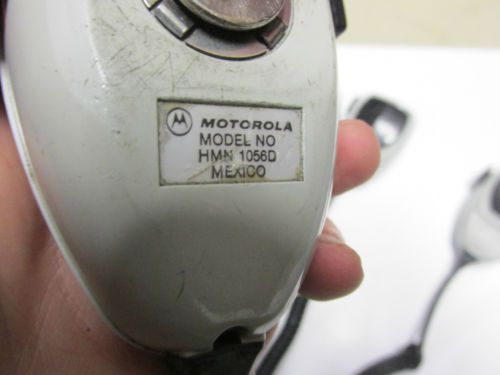 MOTOROLA
MODEL NO
HMN 1056D
MEXICO